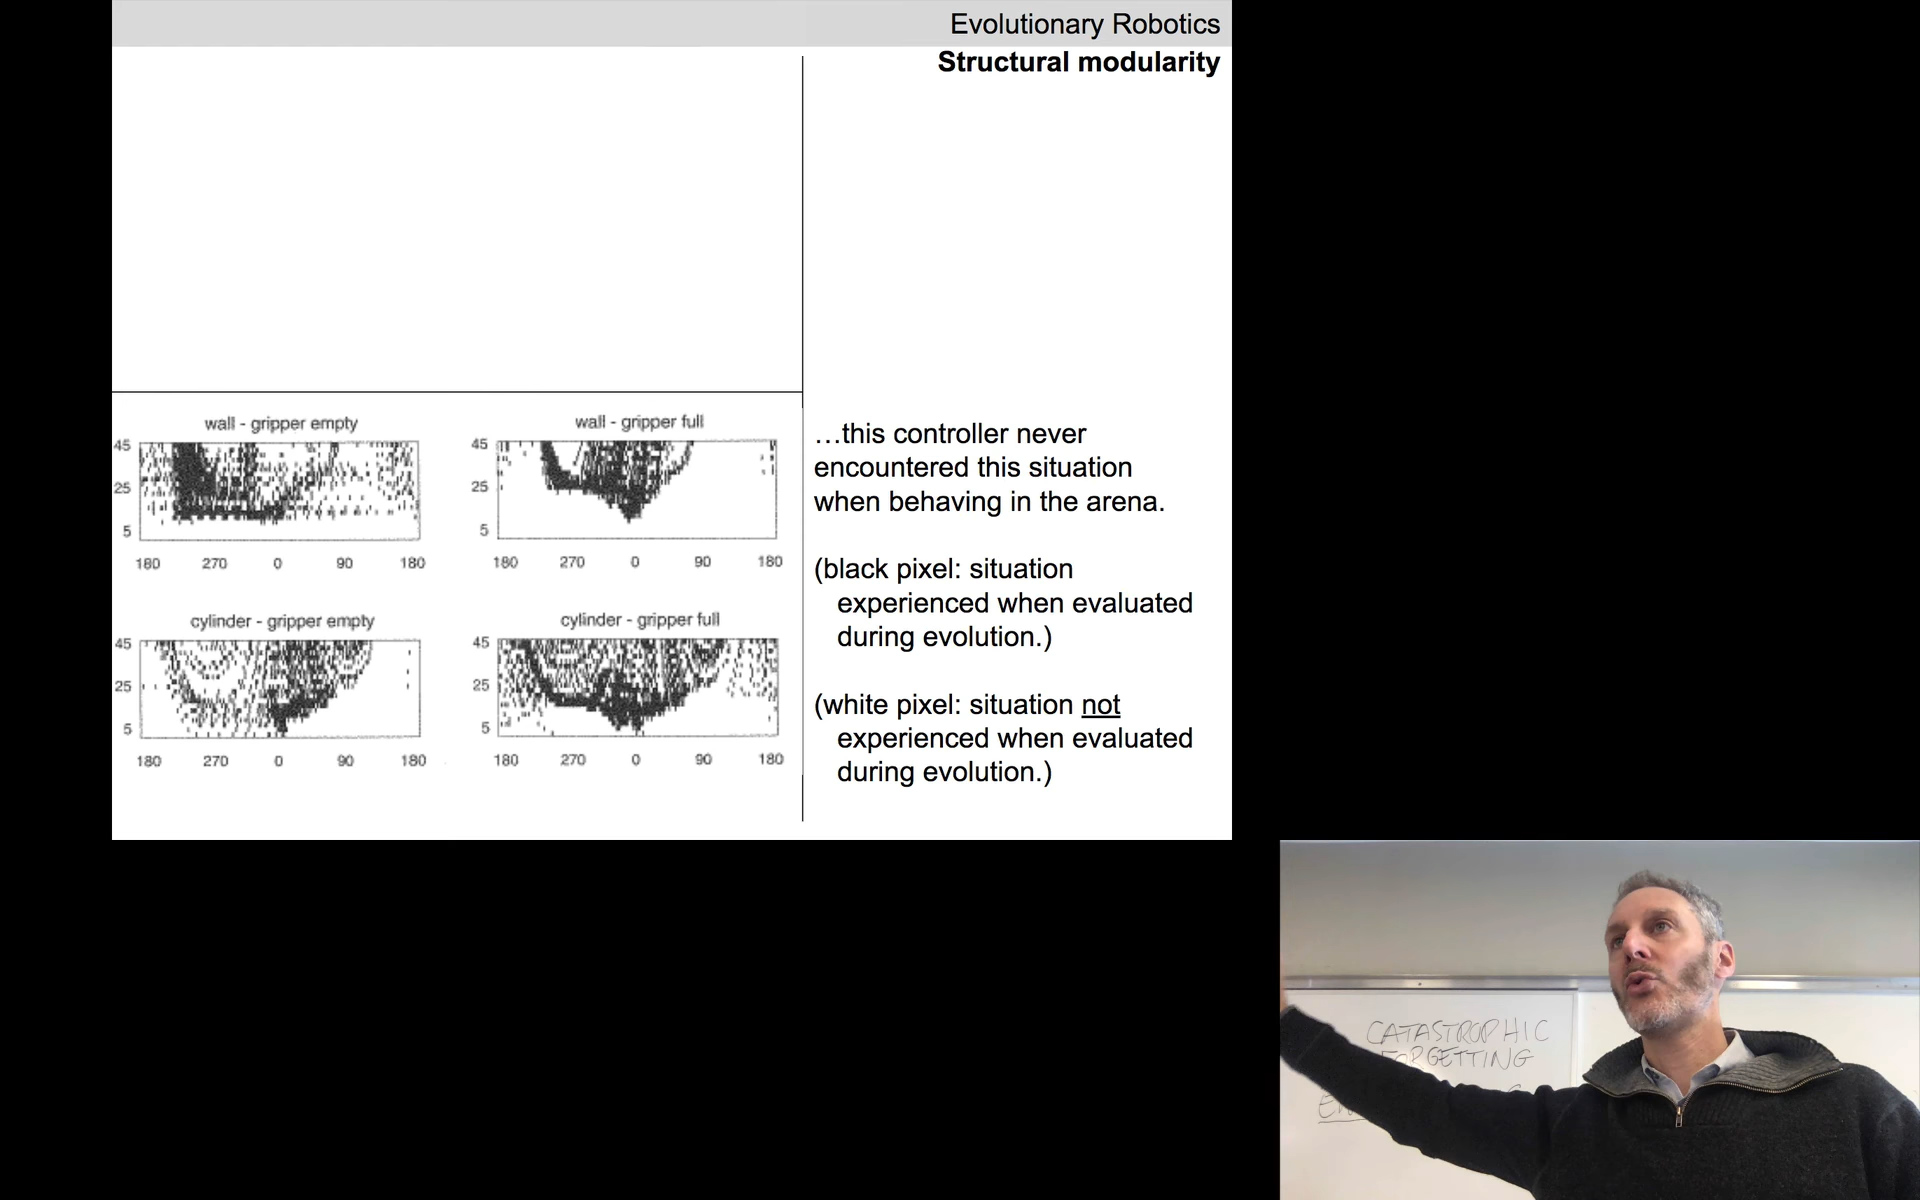 Evolutionary Robotics
Structural modularity
wall - gripper empty
45
25
5
180 270 0 90 180
wall - gripper full
45
25
5
180 270 0 90 180
cylinder - gripper empty
45
25
5
180 270 0 90 180
cylinder - gripper full
45
25
5
180 270 0 90 180
…this controller never
encountered this situation
when behaving in the arena.
(black pixel: situation
experienced when evaluated
during evolution.)
(white pixel: situation not
experienced when evaluated
during evolution.)
CATASTROPHIC
FORGETTING